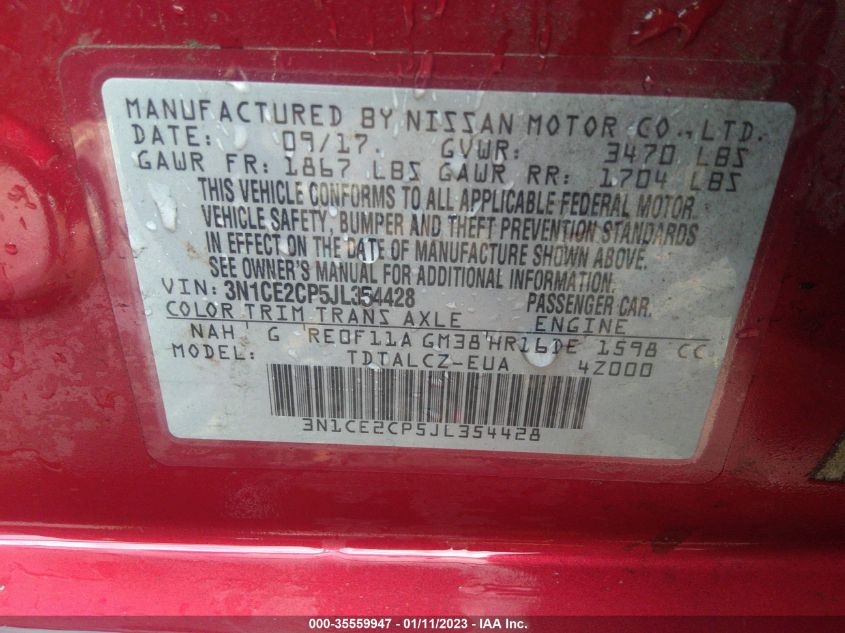 MANUFACTURED BY NISSAN MOTOR CO., LTD.
DATE: 09/17 GVWR: 3470 LBS
GAWR FR: 1867 LBS GAWR RR: 1704 LBS
THIS VEHICLE CONFORMS TO ALL APPLICABLE FEDERAL MOTOR
VEHICLE SAFETY, BUMPER AND THEFT PREVENTION STANDARDS
IN EFFECT ON THE DATE OF MANUFACTURE SHOWN ABOVE.
SEE OWNER'S MANUAL FOR ADDITIONAL INFORMATION.
VIN: 3N1CE2CP5JL354428 PASSENGER CAR.
COLOR TRIM TRANS AXLE ENGINE
NAH G RE0F11A GM38 HR16DE 1598 CC
MODEL: TDTALCZ-EUA 4Z000
3N1CE2CP5JL354428
000-35559947 - 01/11/2023 - IAA Inc.